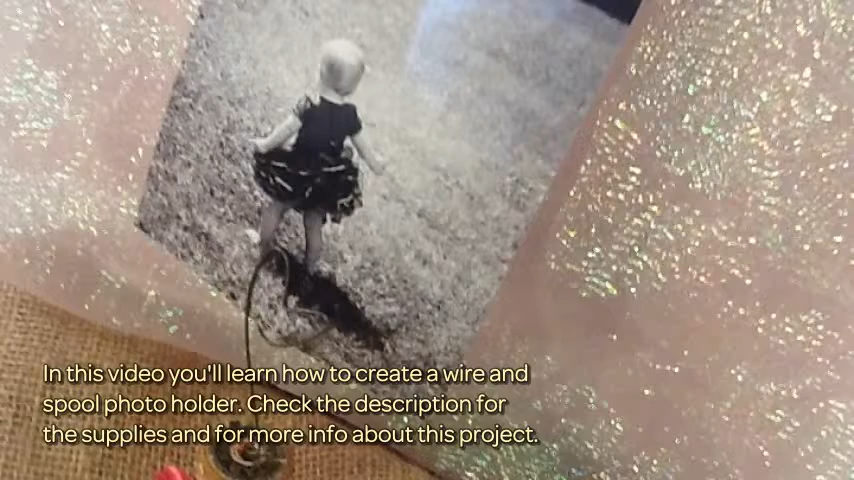 In this video you'll learn how to create a wire and
spool photo holder. Check the description for
the supplies and for more info about this project.